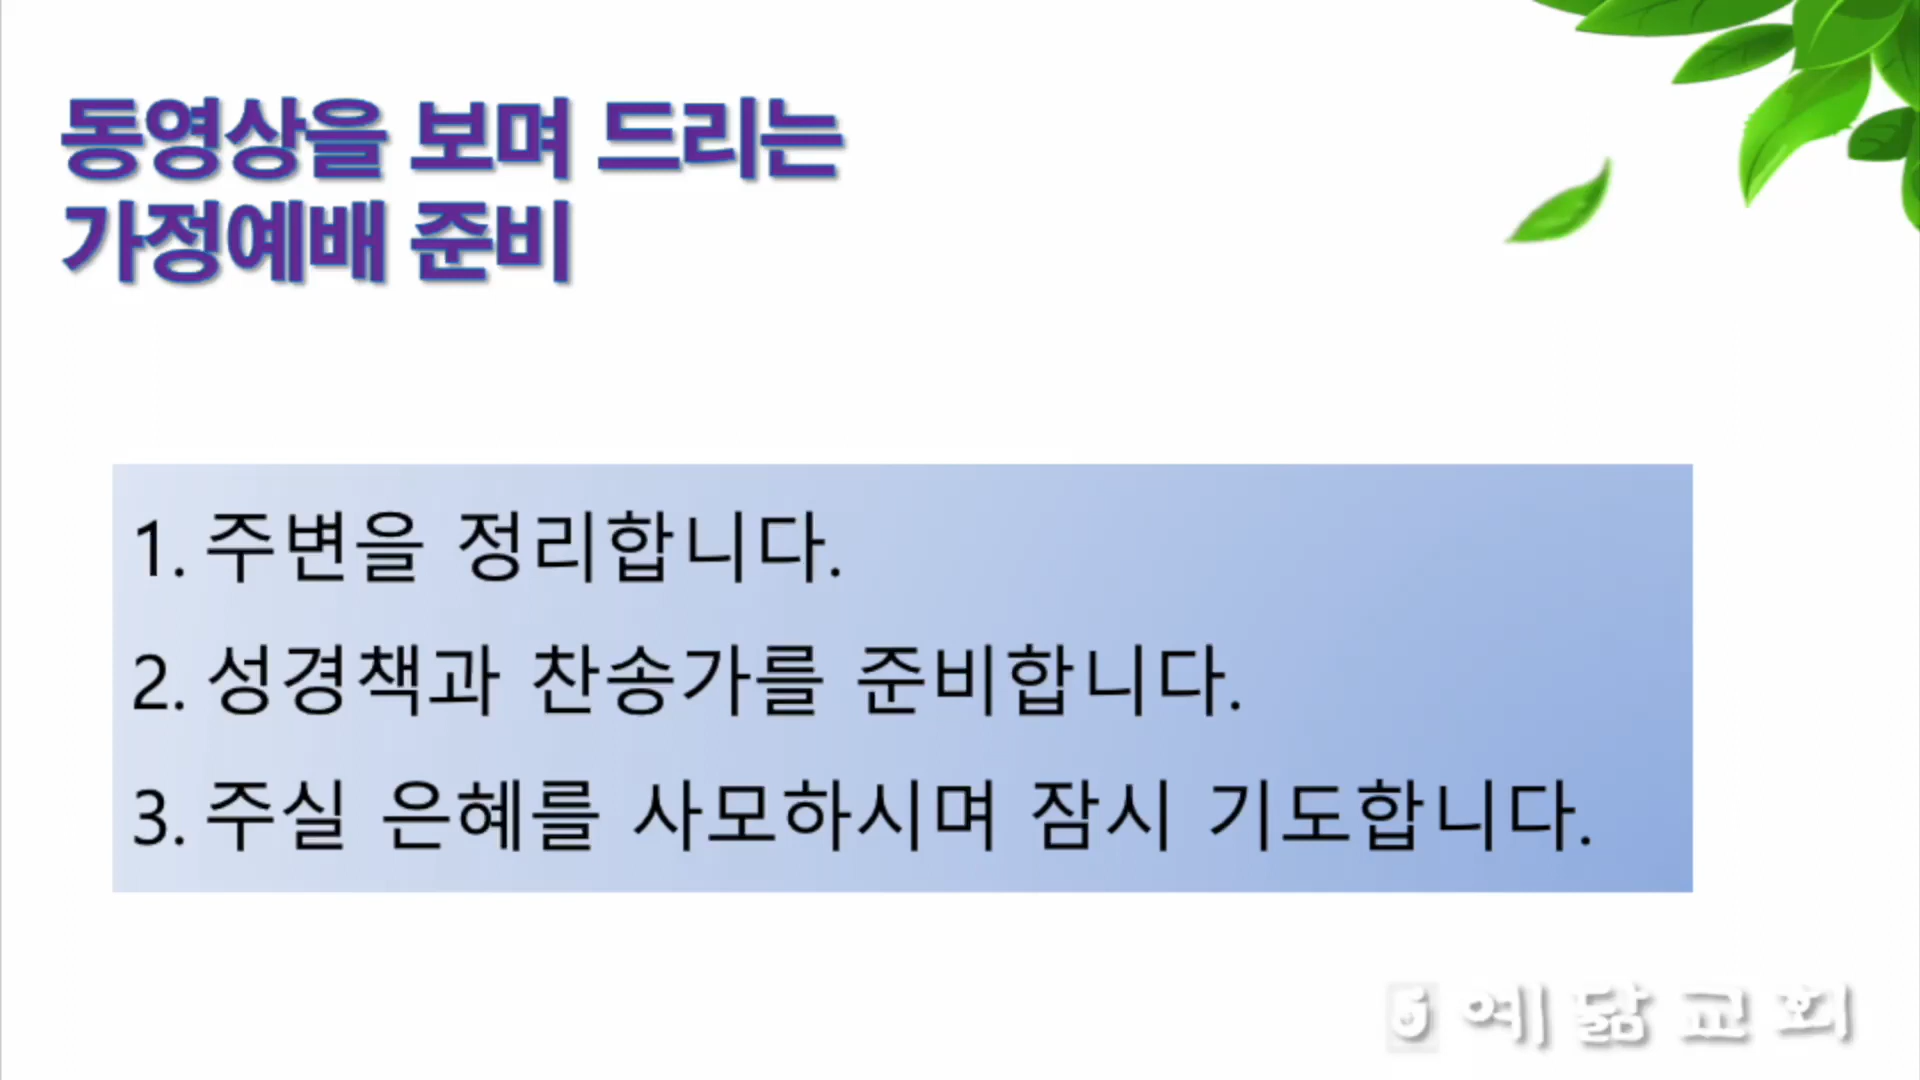 동영상을 보며 드리는
가정예배 준비
1. 주변을 정리합니다.
2. 성경책과 찬송가를 준비합니다.
3. 주실 은혜를 사모하시며 잠시 기도합니다.
예닮교회